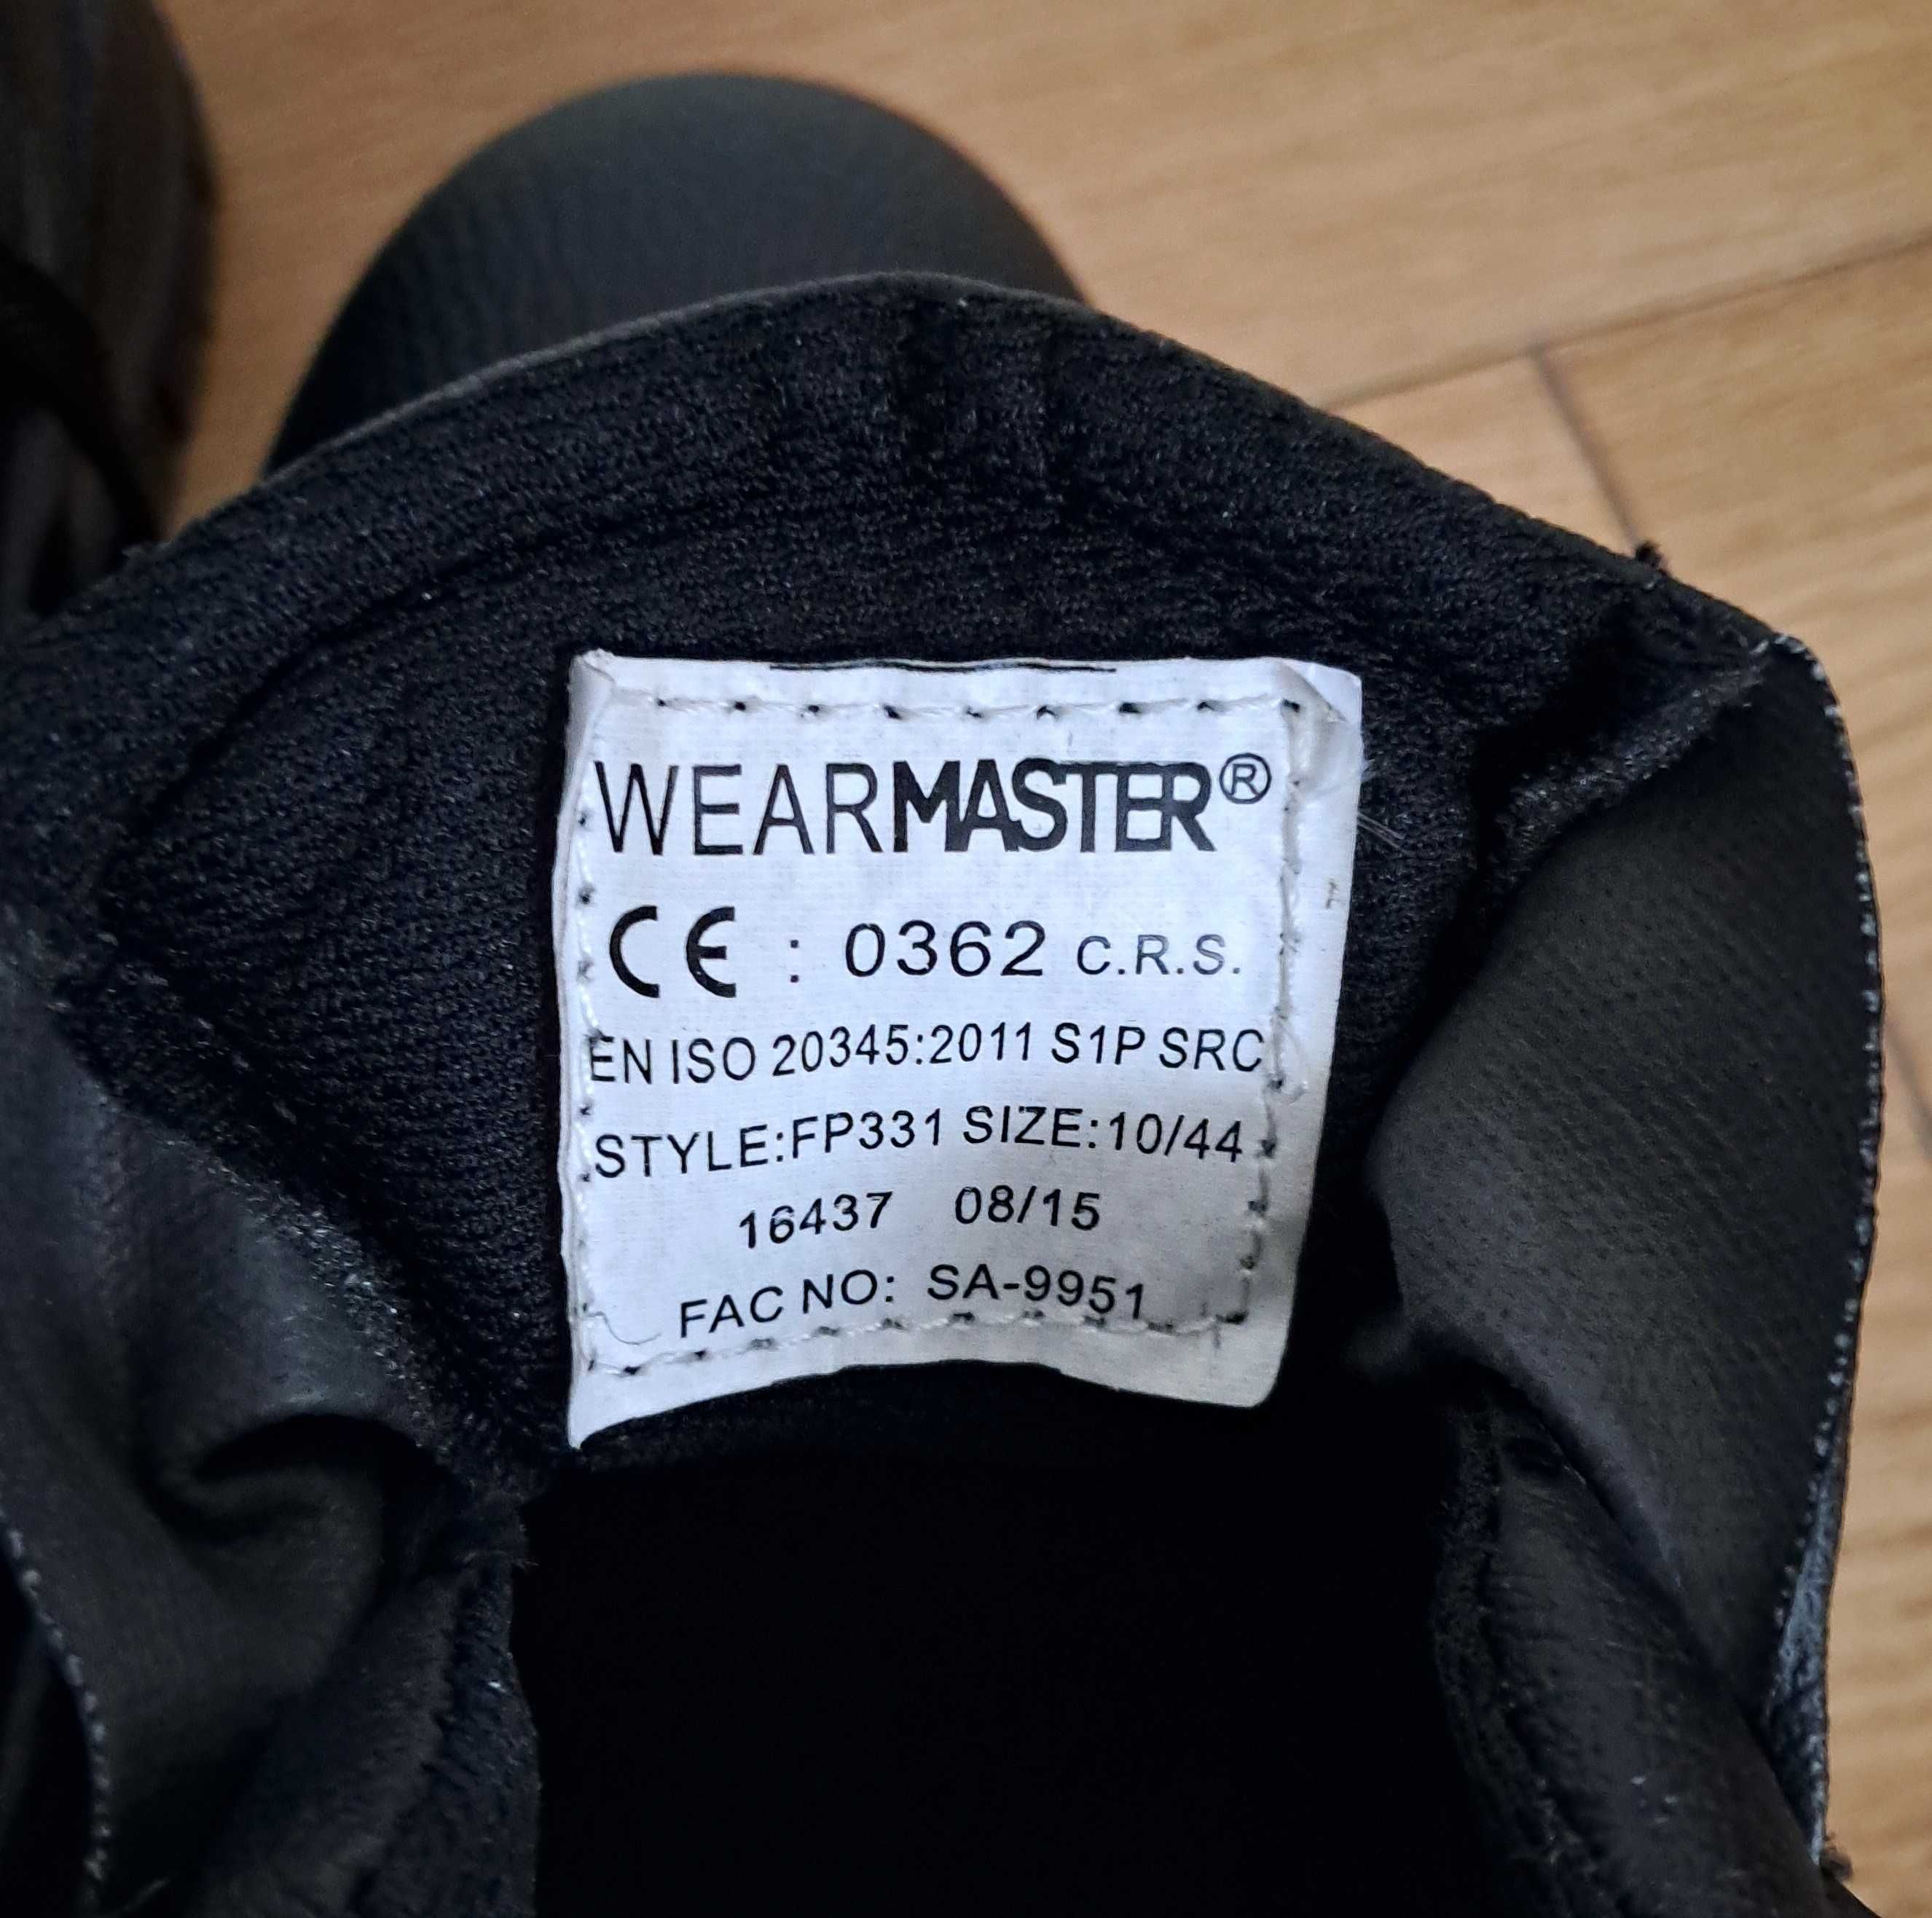 WEARMASTER®
CE : 0362 C.R.S.
EN ISO 20345:2011 S1P SRC
STYLE:FP331 SIZE:10/44
16437 08/15
FAC NO: SA-9951